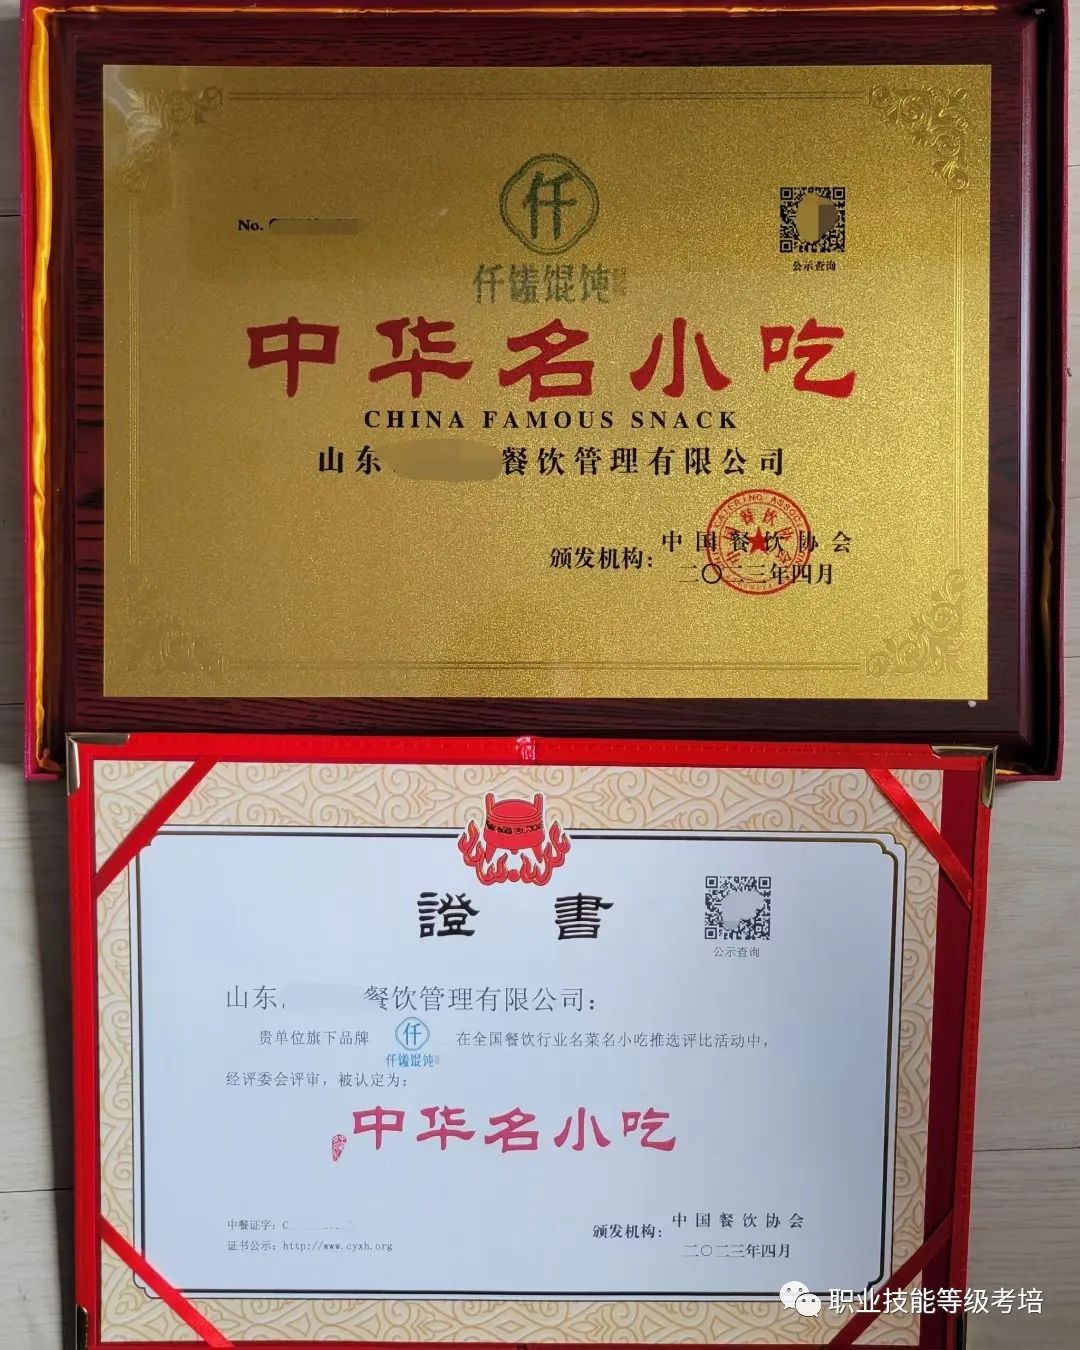 仟
No.
仟馐馄饨
公示查询
中华名小吃
CHINA FAMOUS SNACK
山东 餐饮管理有限公司
颁发机构：中国餐饮协会
二〇二三年四月
證書
公示查询
山东 餐饮管理有限公司：
贵单位旗下品牌 仟 在全国餐饮行业名菜名小吃推选评比活动中，
经评委会评审，被认定为：
中华名小吃
中餐证字：C
证书公示：http://www.cyxh.org
颁发机构：中国餐饮协会
二〇二三年四月
职业技能等级考培